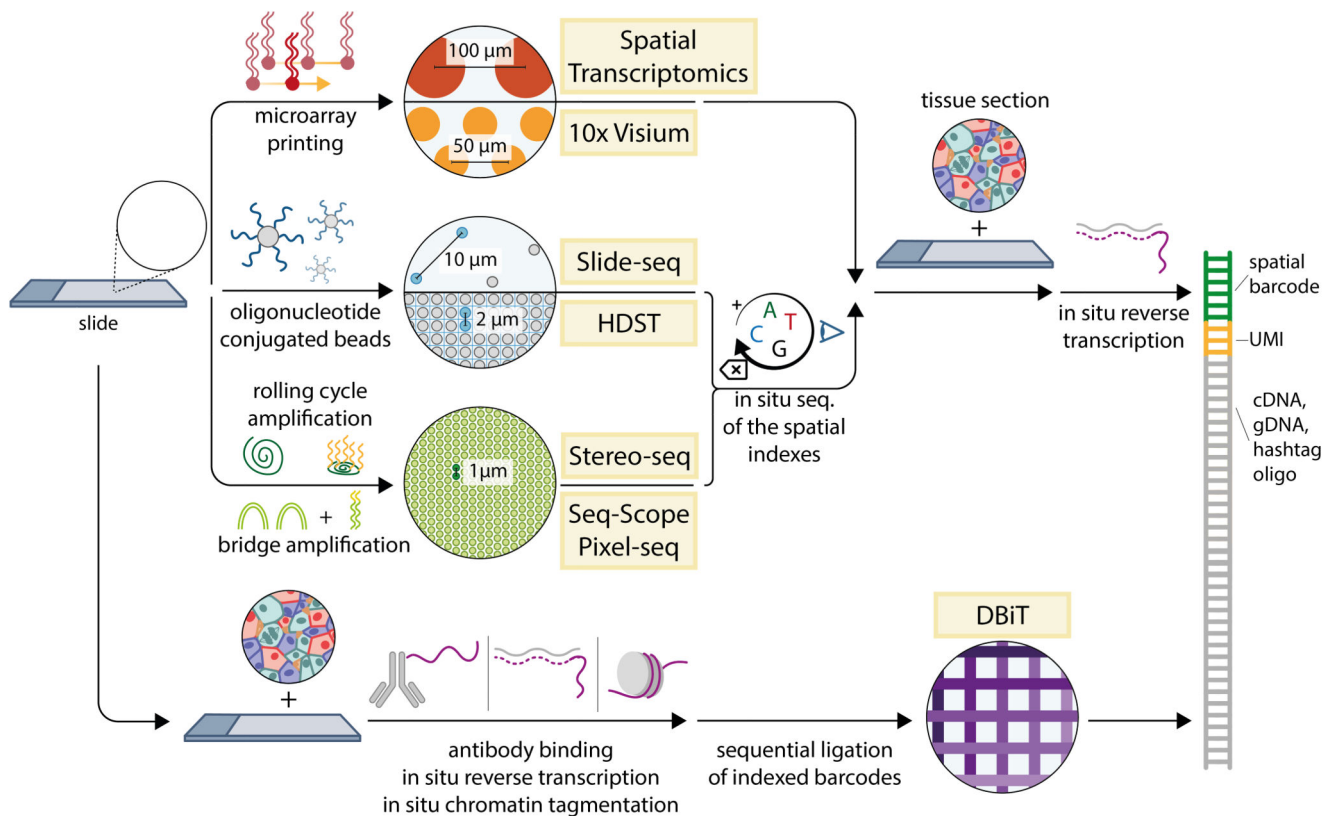 microarray
printing
100 µm
50 µm
Spatial
Transcriptomics
10x Visium
tissue section
+
slide
oligonucleotide
conjugated beads
10 µm
2 µm
Slide-seq
HDST
+
A
C
T
G
in situ seq.
of the spatial
indexes
in situ reverse
transcription
spatial
barcode
UMI
cDNA,
gDNA,
hashtag
oligo
rolling cycle
amplification
+
bridge amplification
1µm
Stereo-seq
Seq-Scope
Pixel-seq
+
antibody binding
in situ reverse transcription
in situ chromatin tagmentation
sequential ligation
of indexed barcodes
DBiT